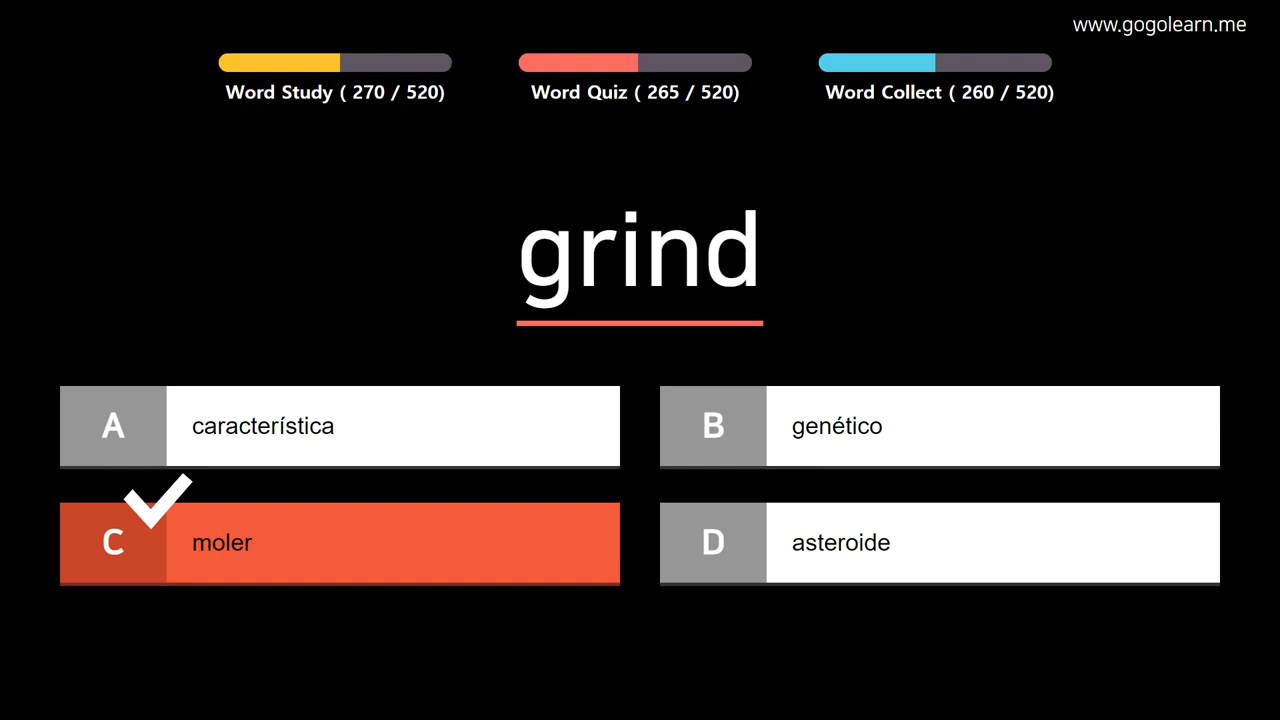 www.gogolearn.me
Word Study ( 270 / 520)
Word Quiz ( 265 / 520)
Word Collect ( 260 / 520)
grind
A
característica
B
genético
C
moler
D
asteroide